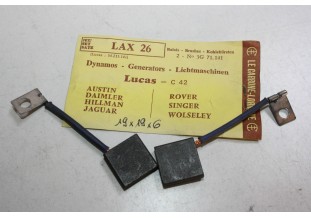 LAX 26
Dynamos - Generators - Lichtmaschinen
Lucas - C 42
AUSTIN
DAIMLER
HILLMAN
JAGUAR
ROVER
SINGER
WOLSELEY
19 x 19 x 6
LE CARBONE-LORRAINE